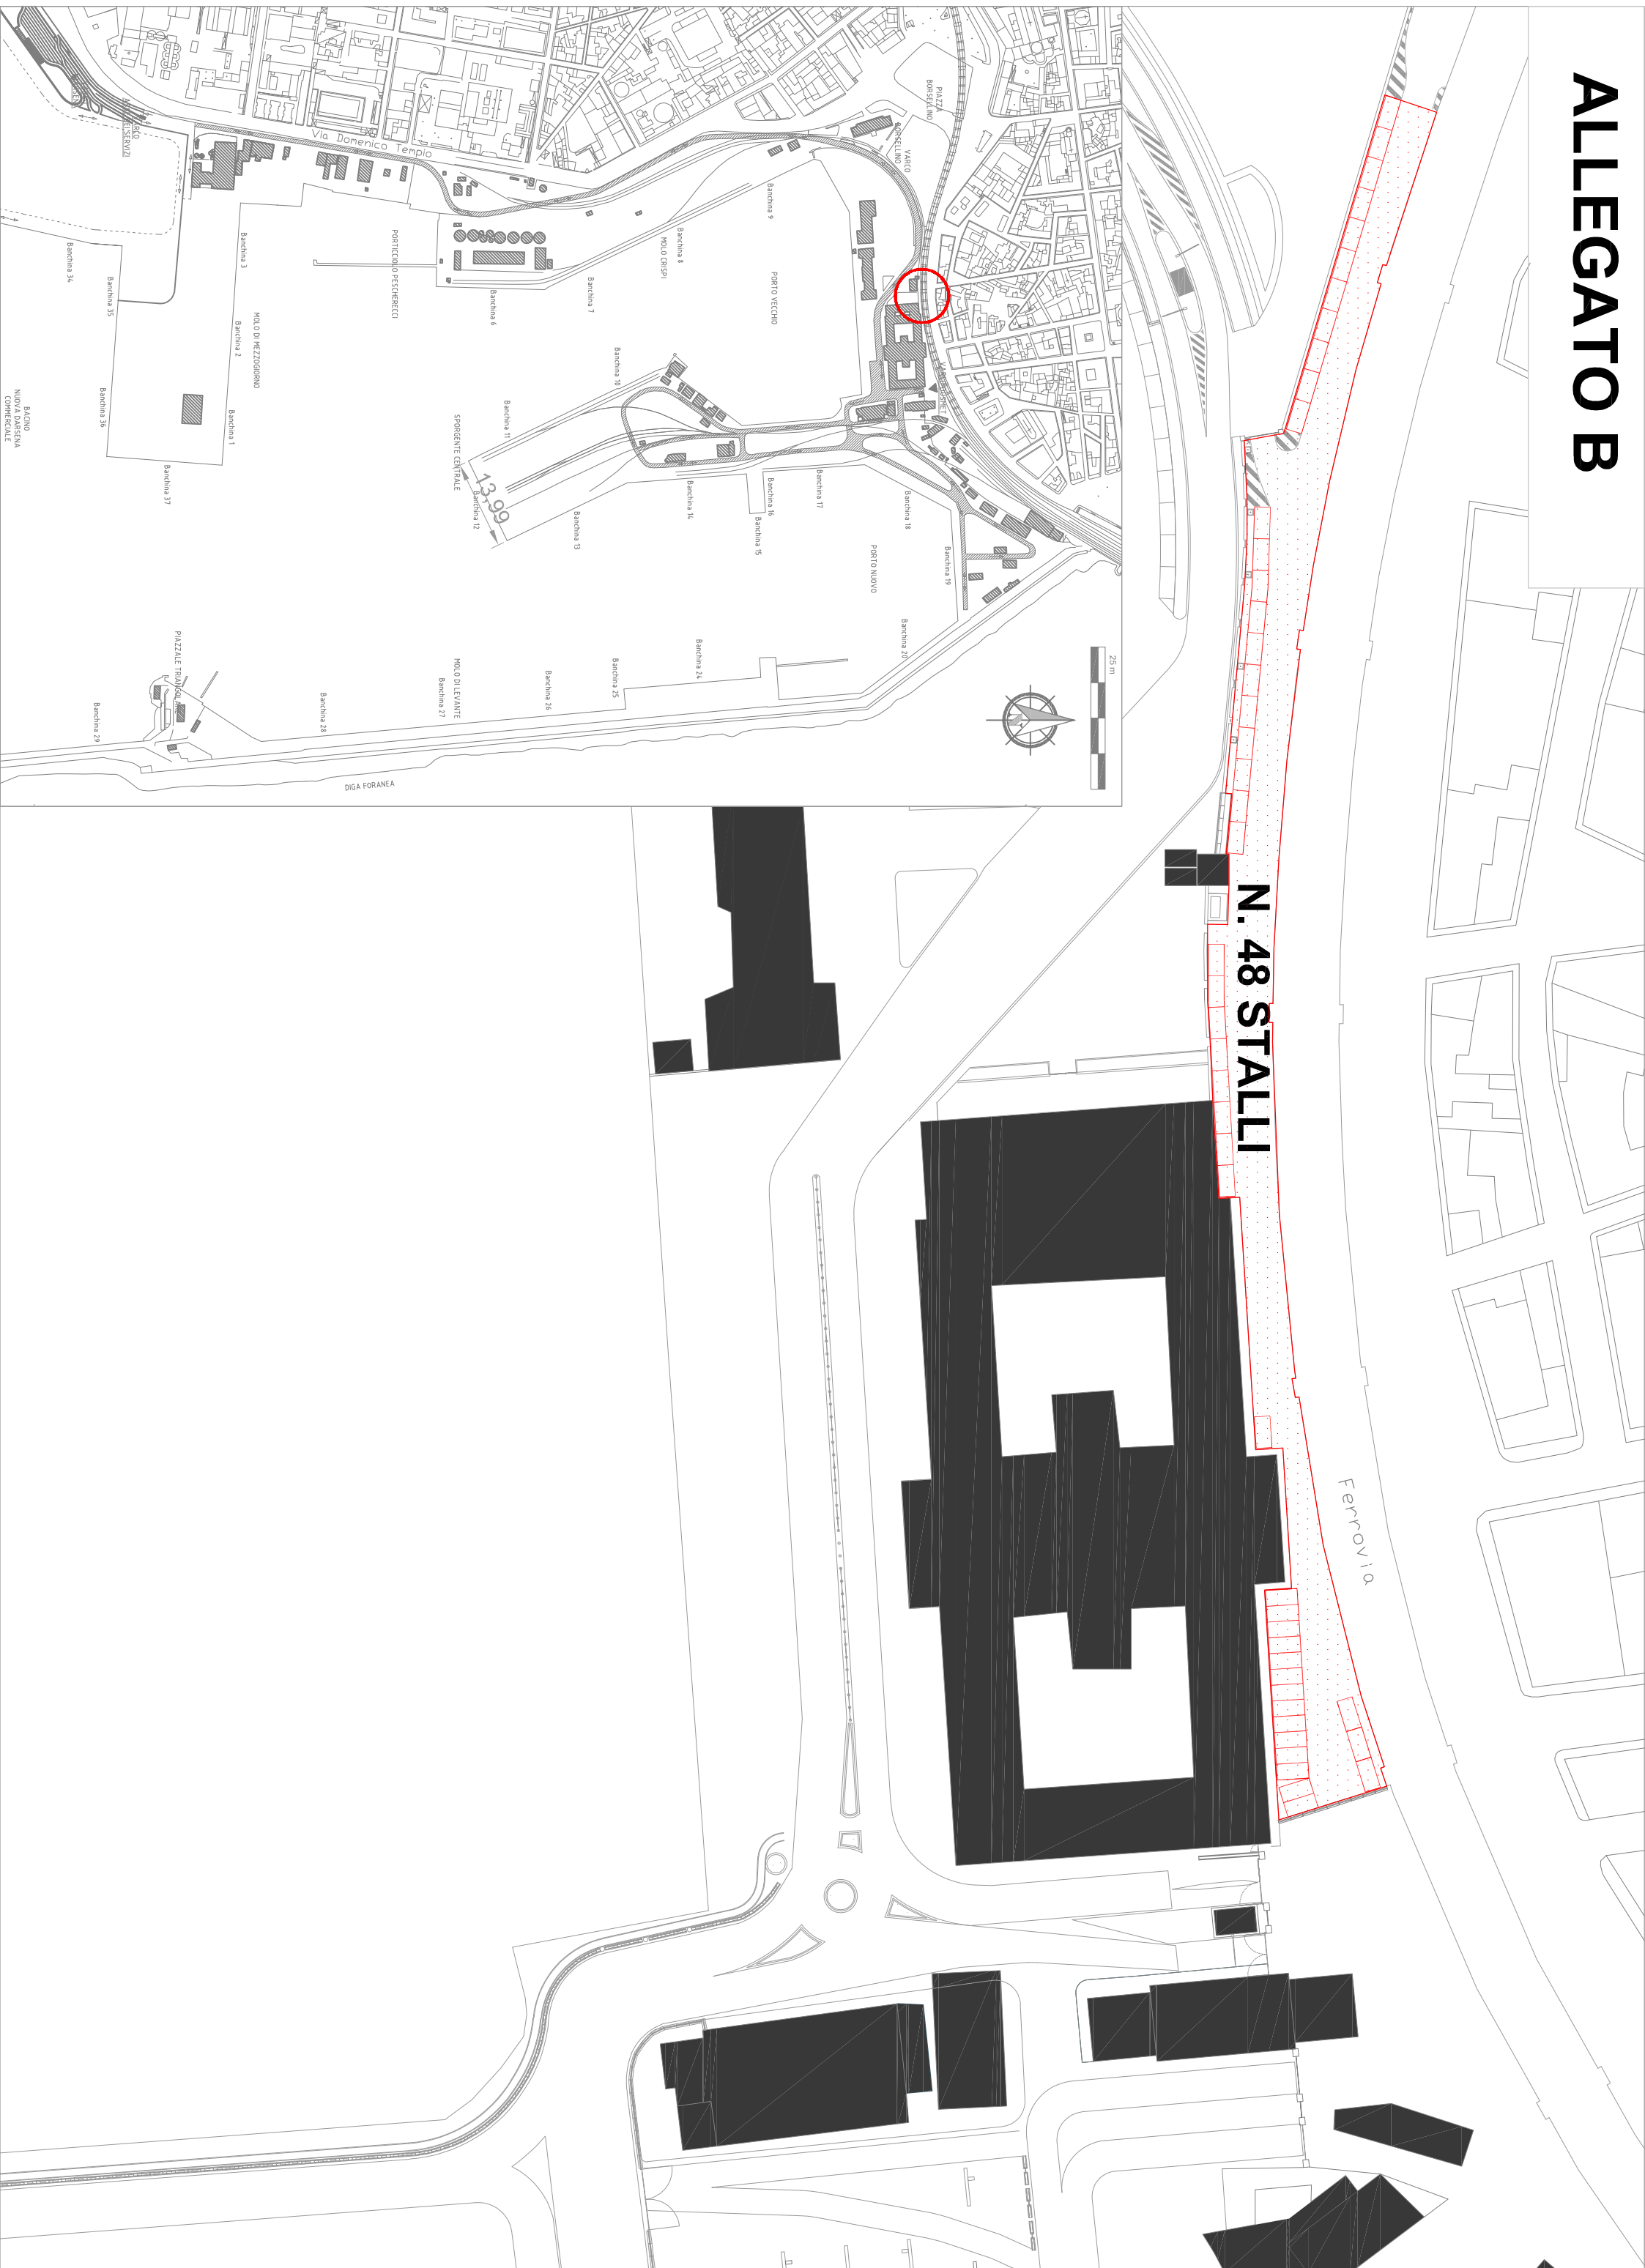 ALLEGATO B
N. 48 STALLI
Ferrovia
25 m
PIAZZA
BORSELLINO
VARCO
BORSELLINO
Via Domenico Tempio
Banchina 9
Banchina 8
MOLO CRISPI
PORTO VECCHIO
Banchina 7
Banchina 6
PORTICCIOLO PESCHERECCI
Banchina 3
Banchina 2
MOLO DI MEZZOGIORNO
Banchina 1
Banchina 34
Banchina 35
Banchina 36
Banchina 37
BACINO
NUOVA DARSENA
COMMERCIALE
Banchina 10
Banchina 11
SPORGENTE CENTRALE
13,99
Banchina 12
Banchina 13
Banchina 14
Banchina 15
Banchina 16
Banchina 17
Banchina 18
PORTO NUOVO
Banchina 19
Banchina 20
Banchina 24
Banchina 25
Banchina 26
MOLO DI LEVANTE
Banchina 27
Banchina 28
PIAZZALE TRIANGOLARE
Banchina 29
DIGA FORANEA